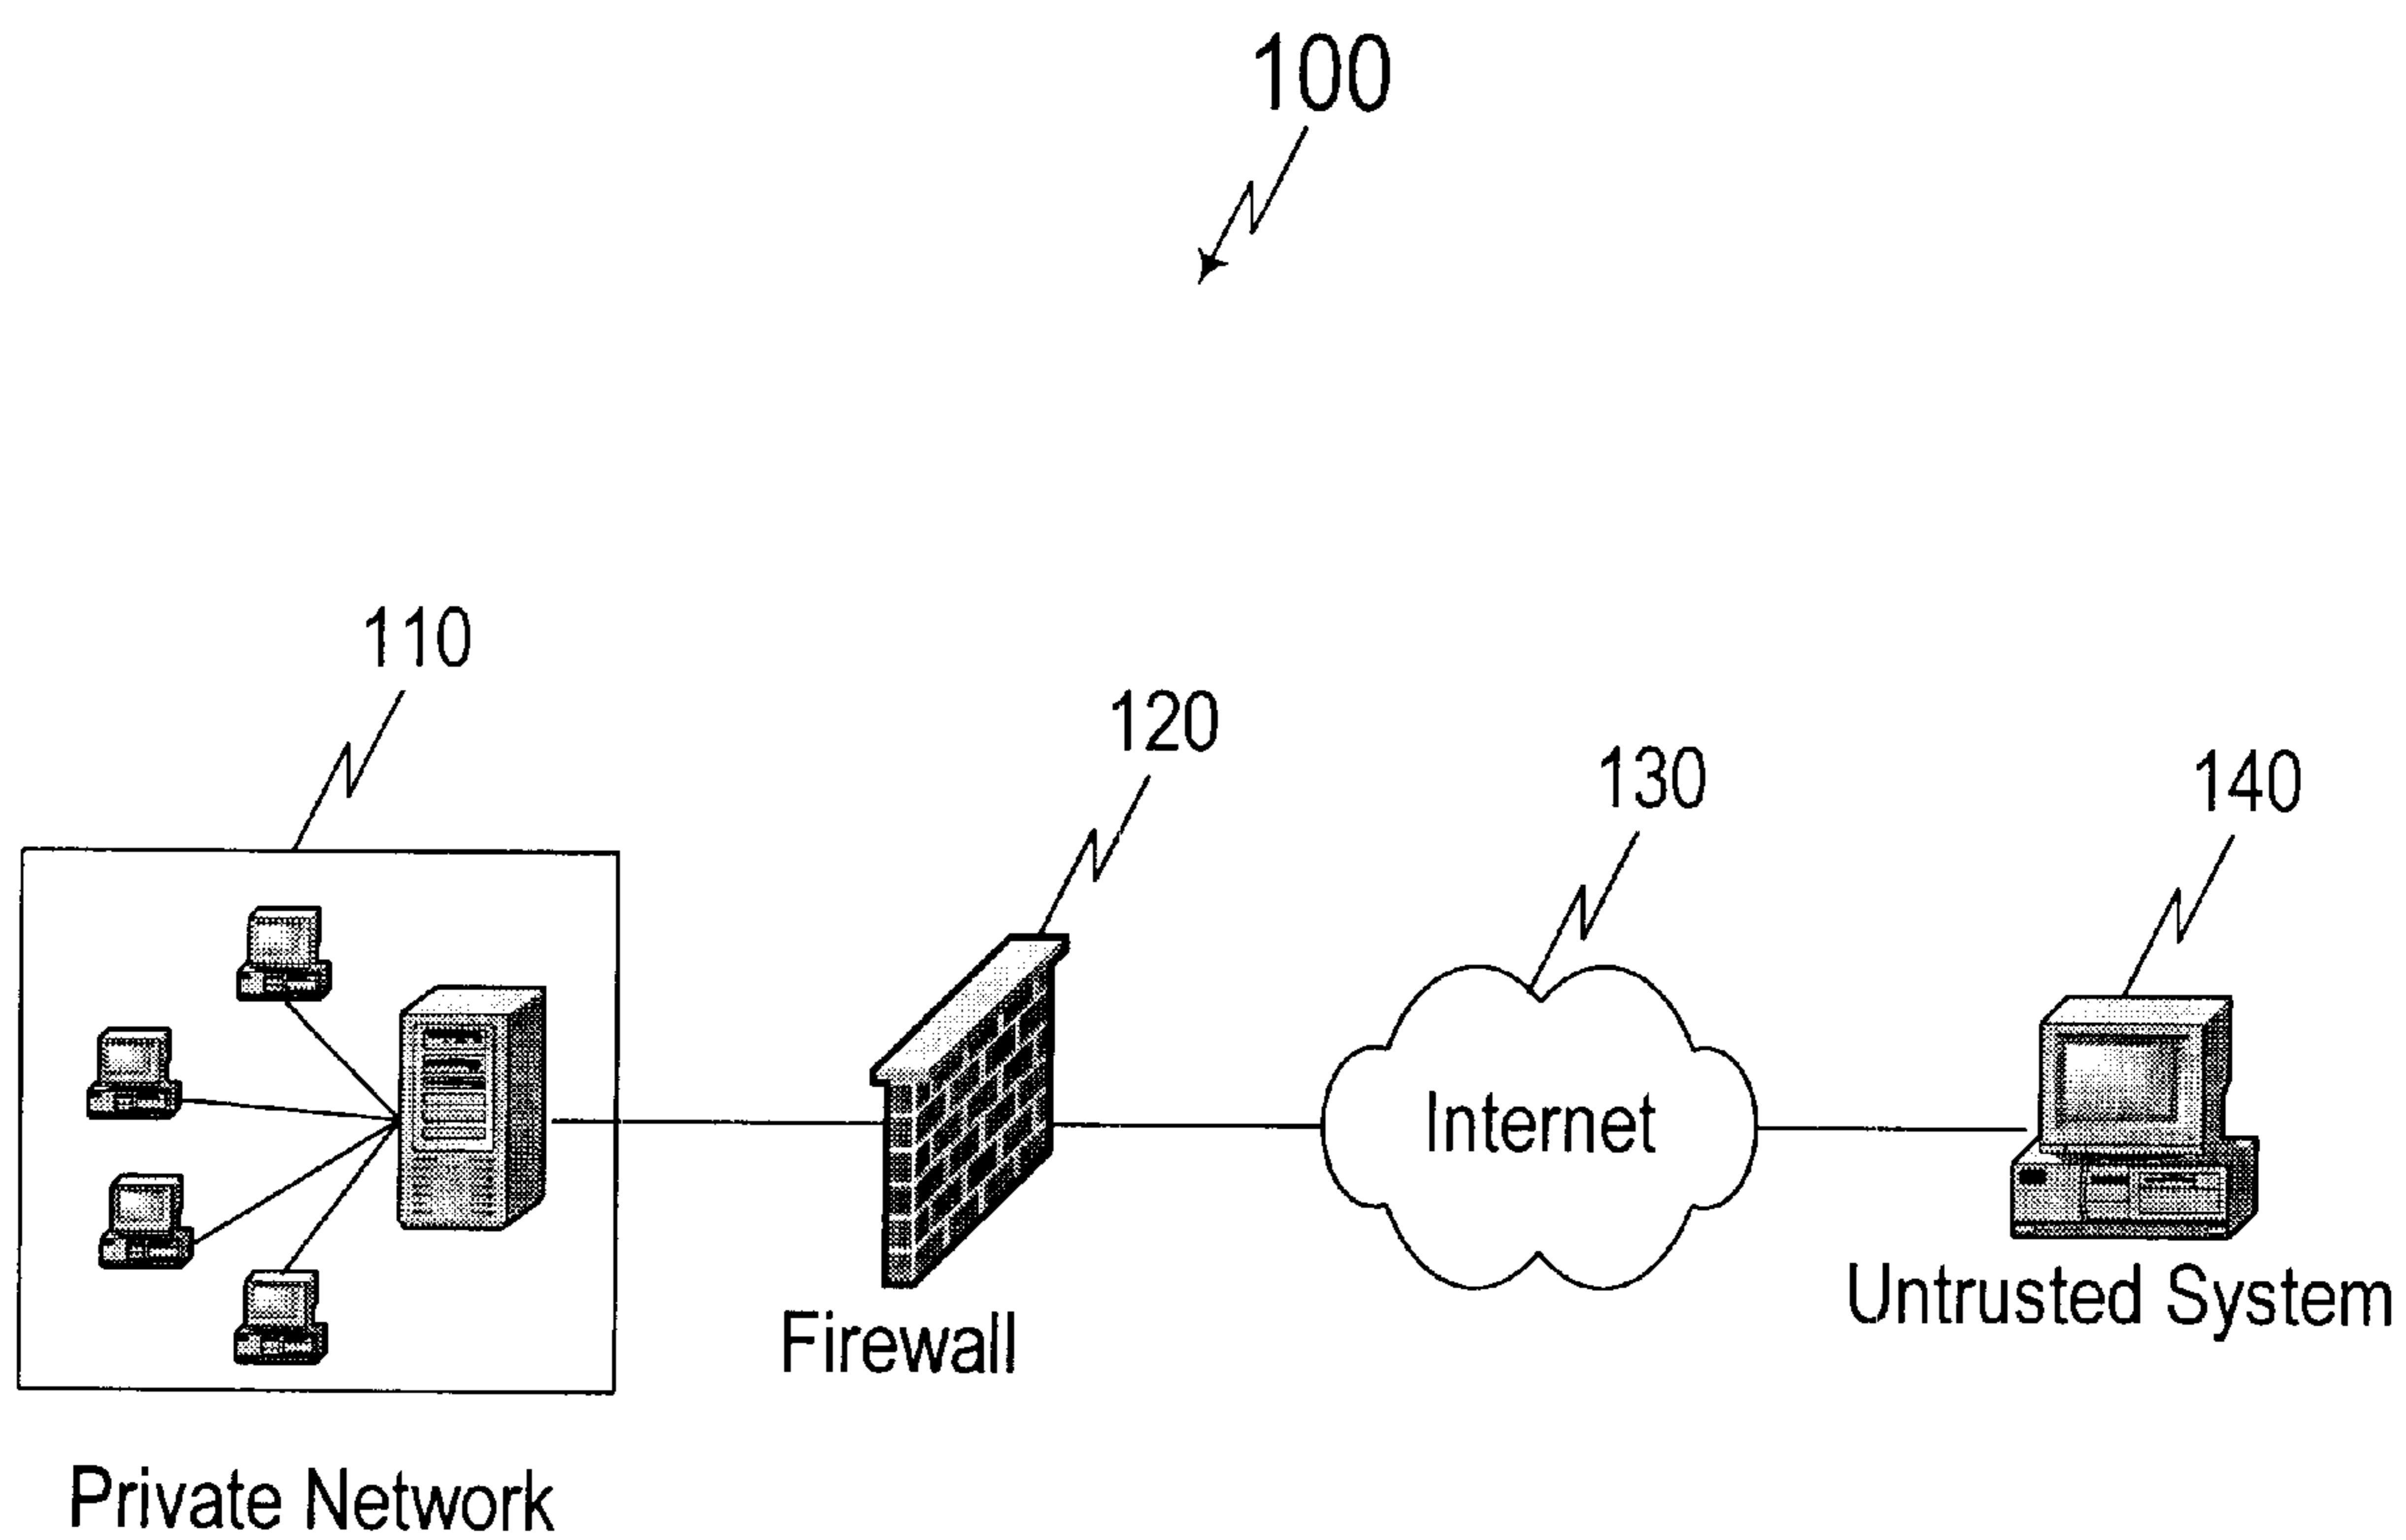 100
110
120
130
140
Internet
Untrusted System
Firewall
Private Network